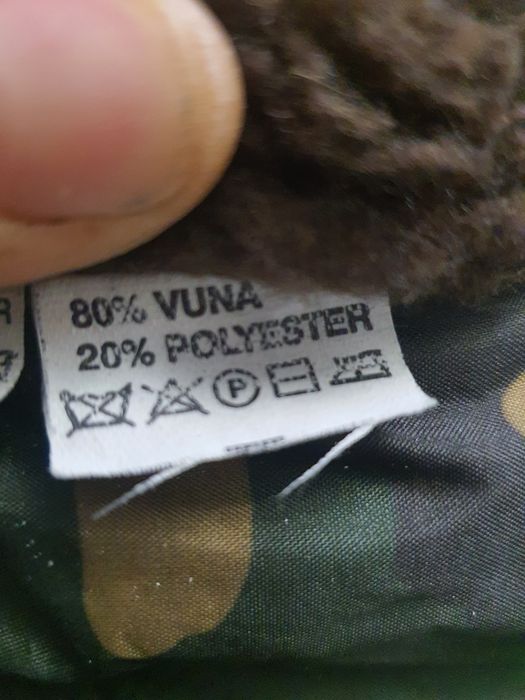 80% VUNA
20% POLYESTER
P